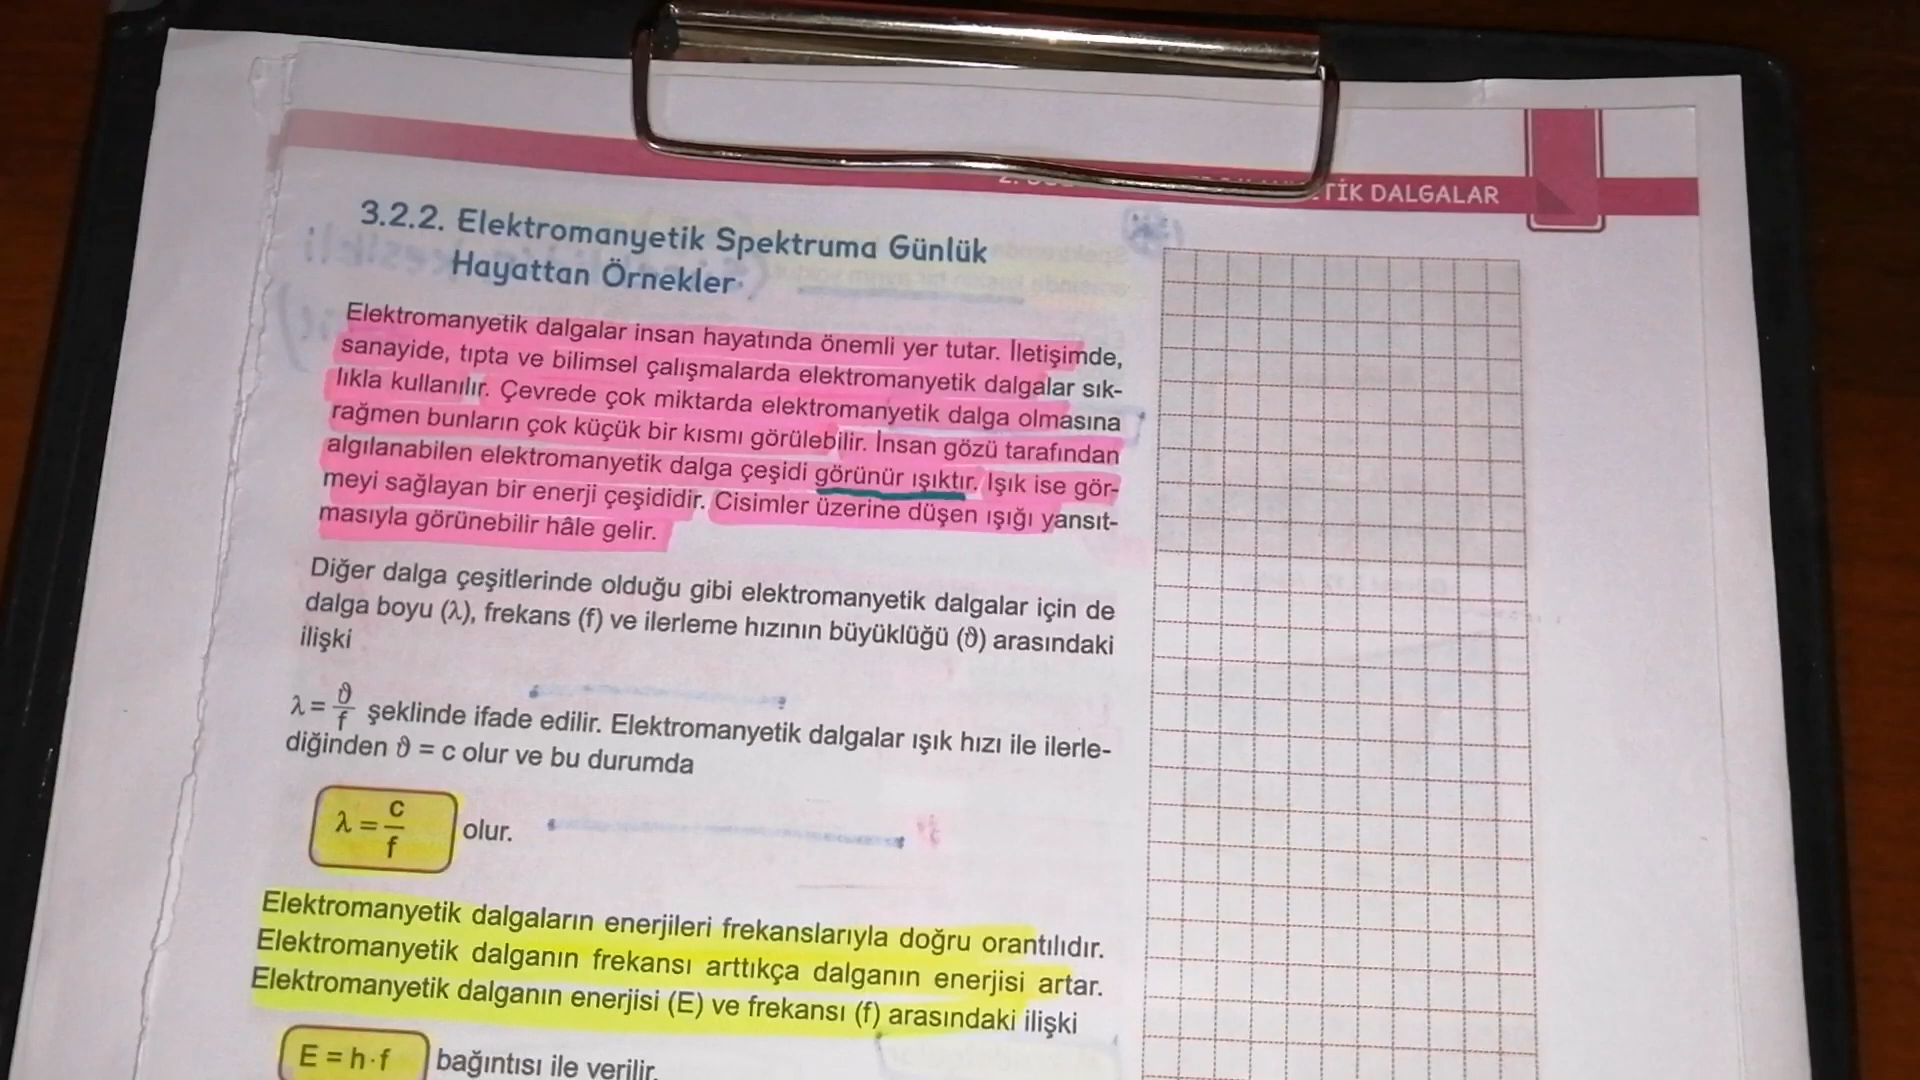 TİK DALGALAR
3.2.2. Elektromanyetik Spektruma Günlük
Hayattan Örnekler
Elektromanyetik dalgalar insan hayatında önemli yer tutar. İletişimde,
sanayide, tıpta ve bilimsel çalışmalarda elektromanyetik dalgalar sık-
lıkla kullanılır. Çevrede çok miktarda elektromanyetik dalga olmasına
rağmen bunların çok küçük bir kısmı görülebilir. İnsan gözü tarafından
algılanabilen elektromanyetik dalga çeşidi görünür ışıktır. Işık ise gör-
meyi sağlayan bir enerji çeşididir. Cisimler üzerine düşen ışığı yansıt-
masıyla görünebilir hâle gelir.
Diğer dalga çeşitlerinde olduğu gibi elektromanyetik dalgalar için de
dalga boyu (λ), frekans (f) ve ilerleme hızının büyüklüğü (ϑ) arasındaki
ilişki
λ = ϑ/f şeklinde ifade edilir. Elektromanyetik dalgalar ışık hızı ile ilerle-
diğinden ϑ = c olur ve bu durumda
λ = c/f olur.
Elektromanyetik dalgaların enerjileri frekanslarıyla doğru orantılıdır.
Elektromanyetik dalganın frekansı arttıkça dalganın enerjisi artar.
Elektromanyetik dalganın enerjisi (E) ve frekansı (f) arasındaki ilişki
E = h·f bağıntısı ile verilir.